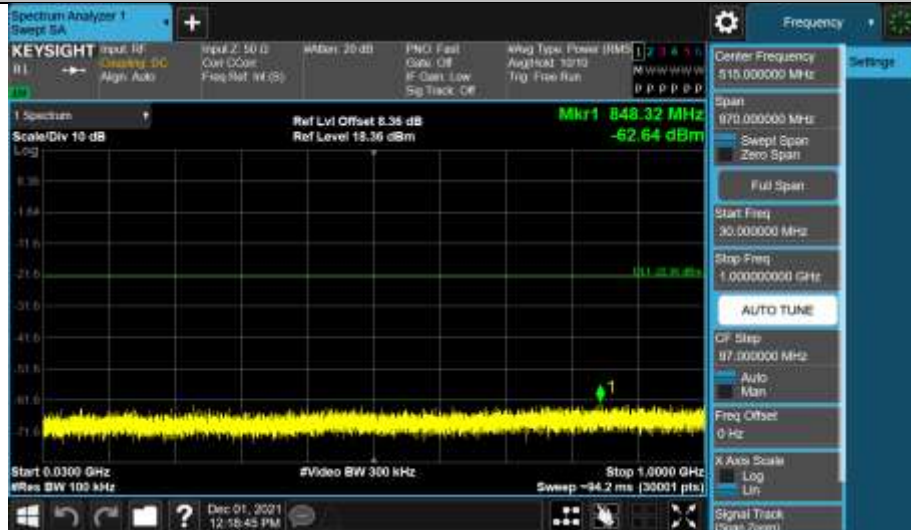 Spectrum Analyzer 1
Swept SA
+
Frequency
KEYSIGHT
Input: RF
Coupling: DC
Align: Auto
Input Z: 50 Ω
Corr CCorr
Freq Ref: Int (S)
#Atten: 20 dB
PNO: Fast
Gate: Off
IF Gain: Low
Sig Track: Off
#Avg Type: Power (RMS)
Avg|Hold: 10/10
Trig: Free Run
1 2 3 4 5 6
M W W W W W
P P P P P P
Center Frequency
515.000000 MHz
Settings
1 Spectrum
Scale/Div 10 dB
Ref Lvl Offset 8.36 dB
Ref Level 18.36 dBm
Mkr1 848.32 MHz
-62.64 dBm
Span
970.000000 MHz
Swept Span
Zero Span
Full Span
Log
8.36
-1.64
-11.6
-21.6
-31.6
-41.6
-51.6
-61.6
-71.6
1
Start Freq
30.000000 MHz
Stop Freq
1.000000000 GHz
AUTO TUNE
CF Step
97.000000 MHz
Auto
Man
Freq Offset
0 Hz
X Axis Scale
Log
Lin
Signal Track
(Span Zoom)
Start 0.0300 GHz
#Res BW 100 kHz
#Video BW 300 kHz
Stop 1.0000 GHz
Sweep ~94.2 ms (30001 pts)
?
Dec 01, 2021
12:18:45 PM